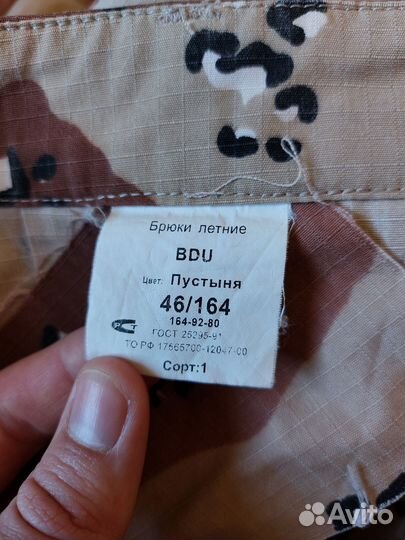 Брюки летние
BDU
Цвет: Пустыня
46/164
164-92-80
ГОСТ 25295-91
ТО РФ 17565700-12047-00
Сорт:1
Avito